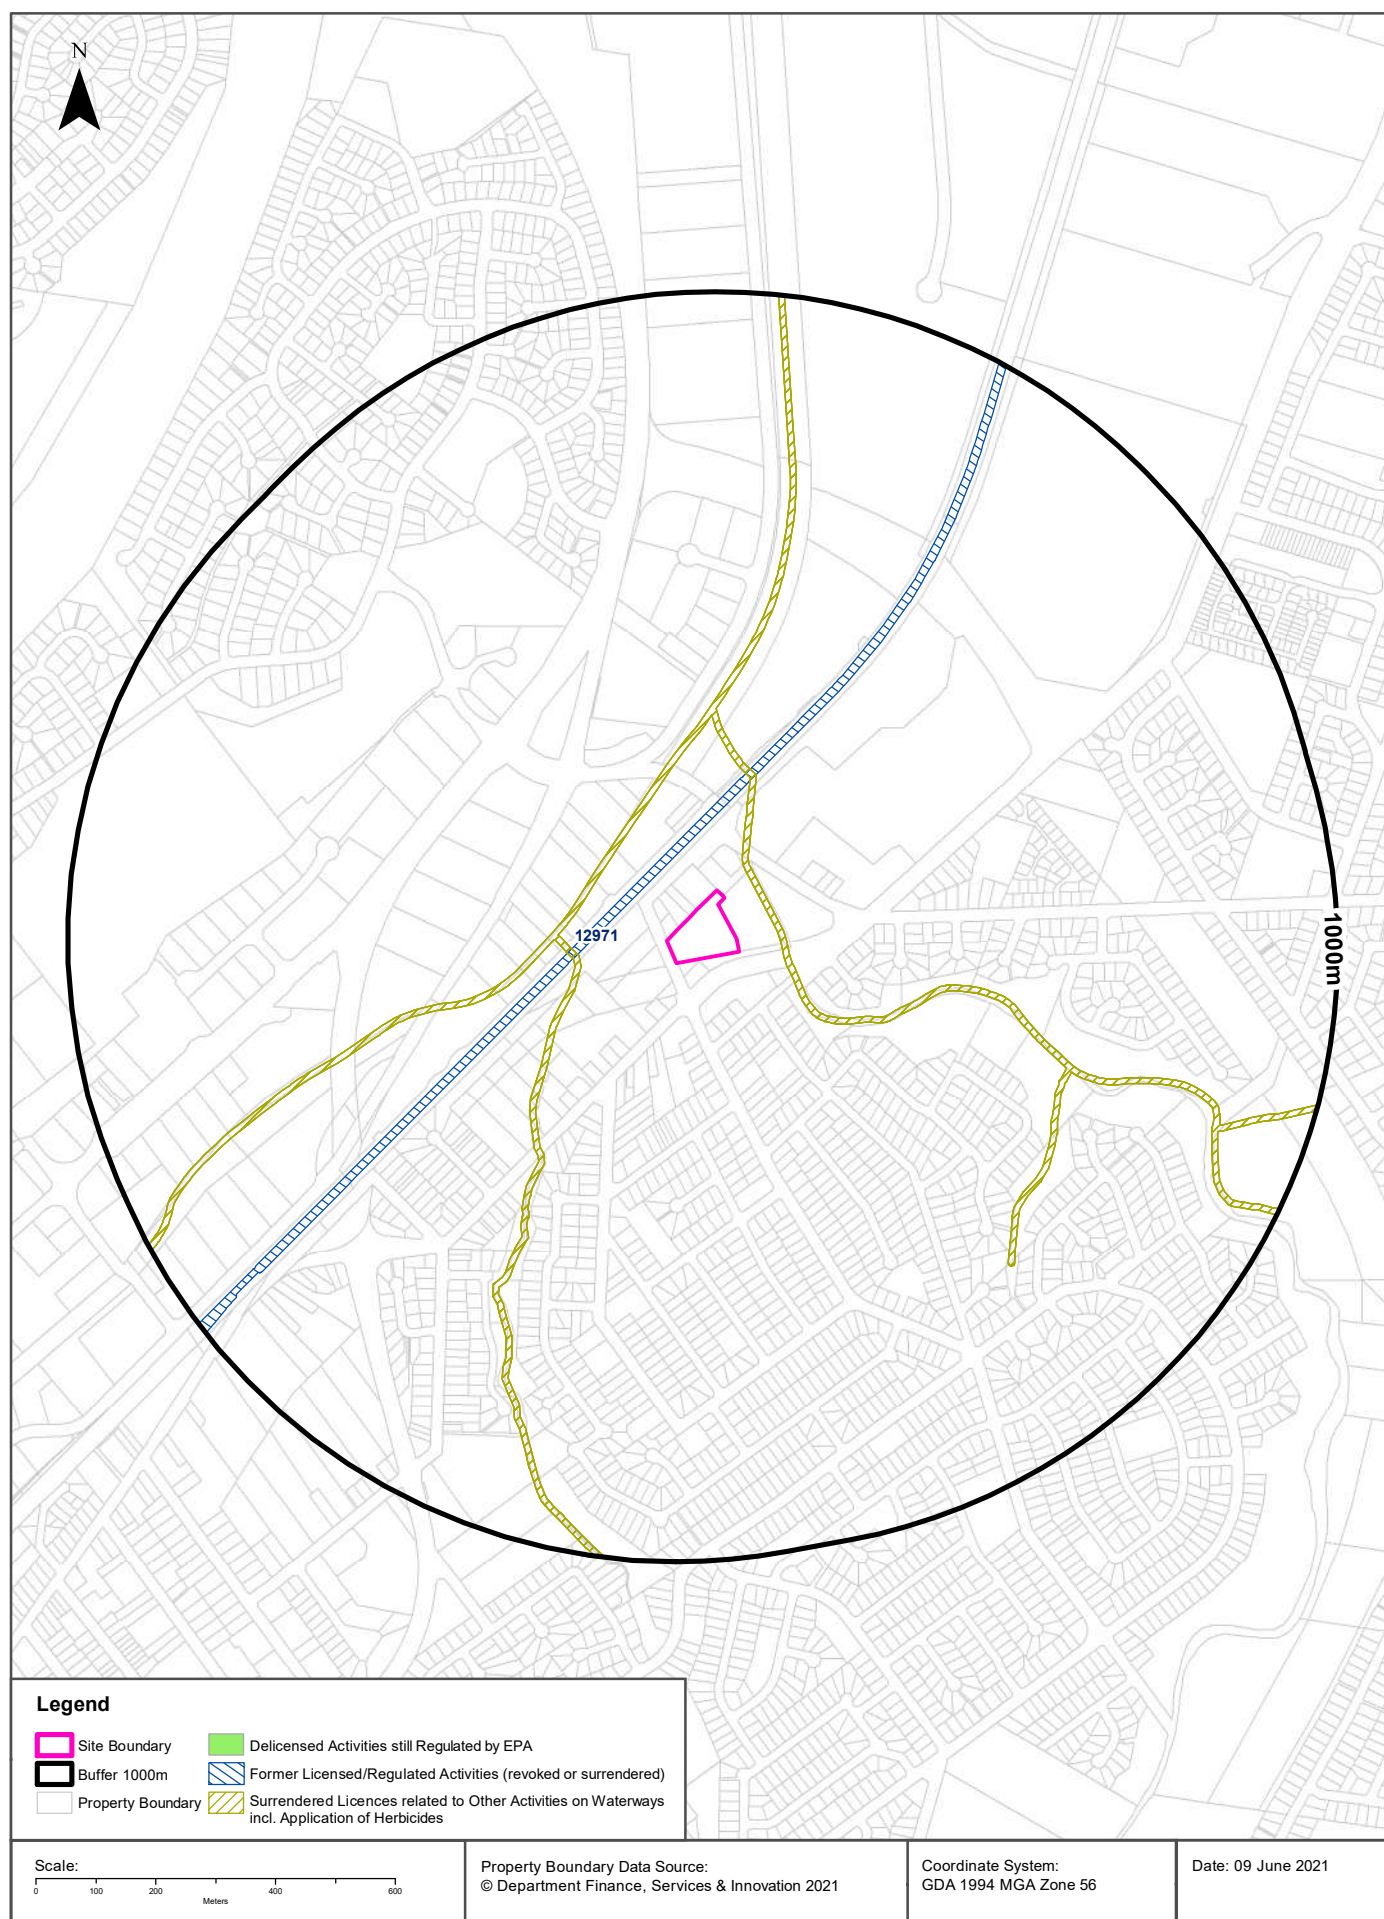 N
12971
1000m
Legend
Site Boundary
Buffer 1000m
Property Boundary
Delicensed Activities still Regulated by EPA
Former Licensed/Regulated Activities (revoked or surrendered)
Surrendered Licences related to Other Activities on Waterways
incl. Application of Herbicides
Scale:
0 100 200 400 600
Meters
Property Boundary Data Source:
© Department Finance, Services & Innovation 2021
Coordinate System:
GDA 1994 MGA Zone 56
Date: 09 June 2021